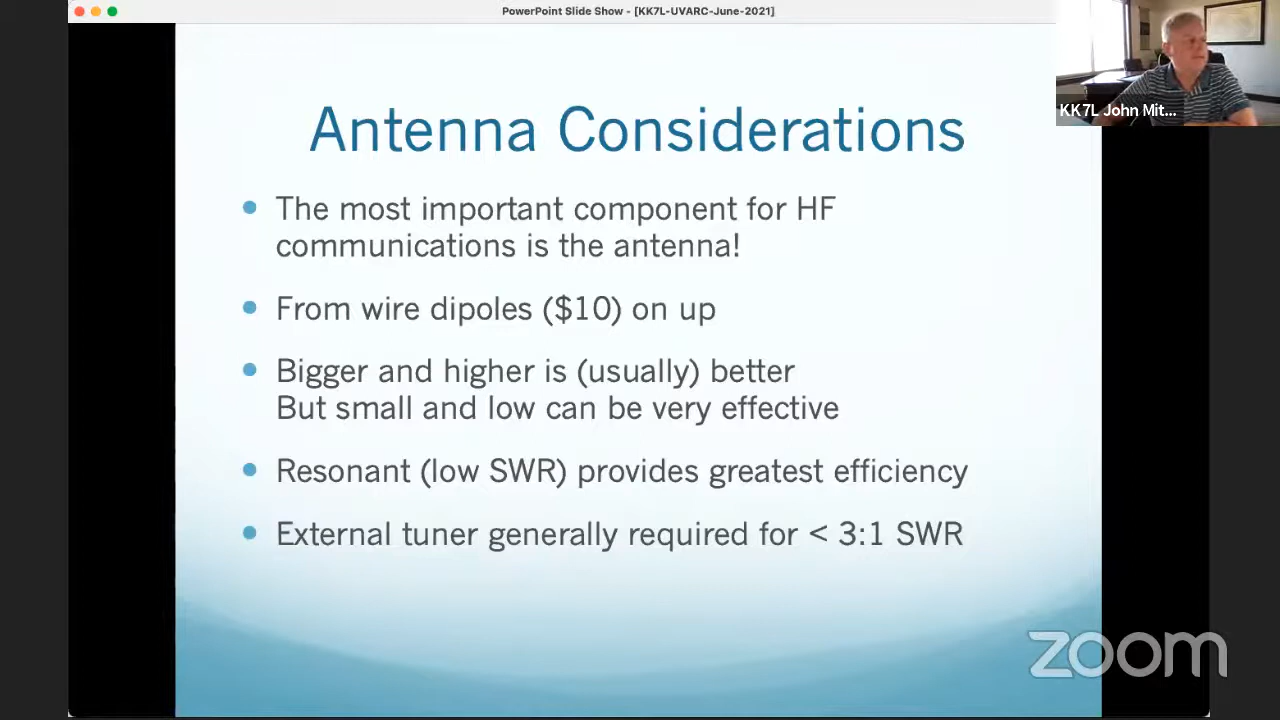 PowerPoint Slide Show - [KK7L-UVARC-June-2021]
KK7L John Mit...
Antenna Considerations
• The most important component for HF
communications is the antenna!
• From wire dipoles ($10) on up
• Bigger and higher is (usually) better
But small and low can be very effective
• Resonant (low SWR) provides greatest efficiency
• External tuner generally required for < 3:1 SWR
zoom